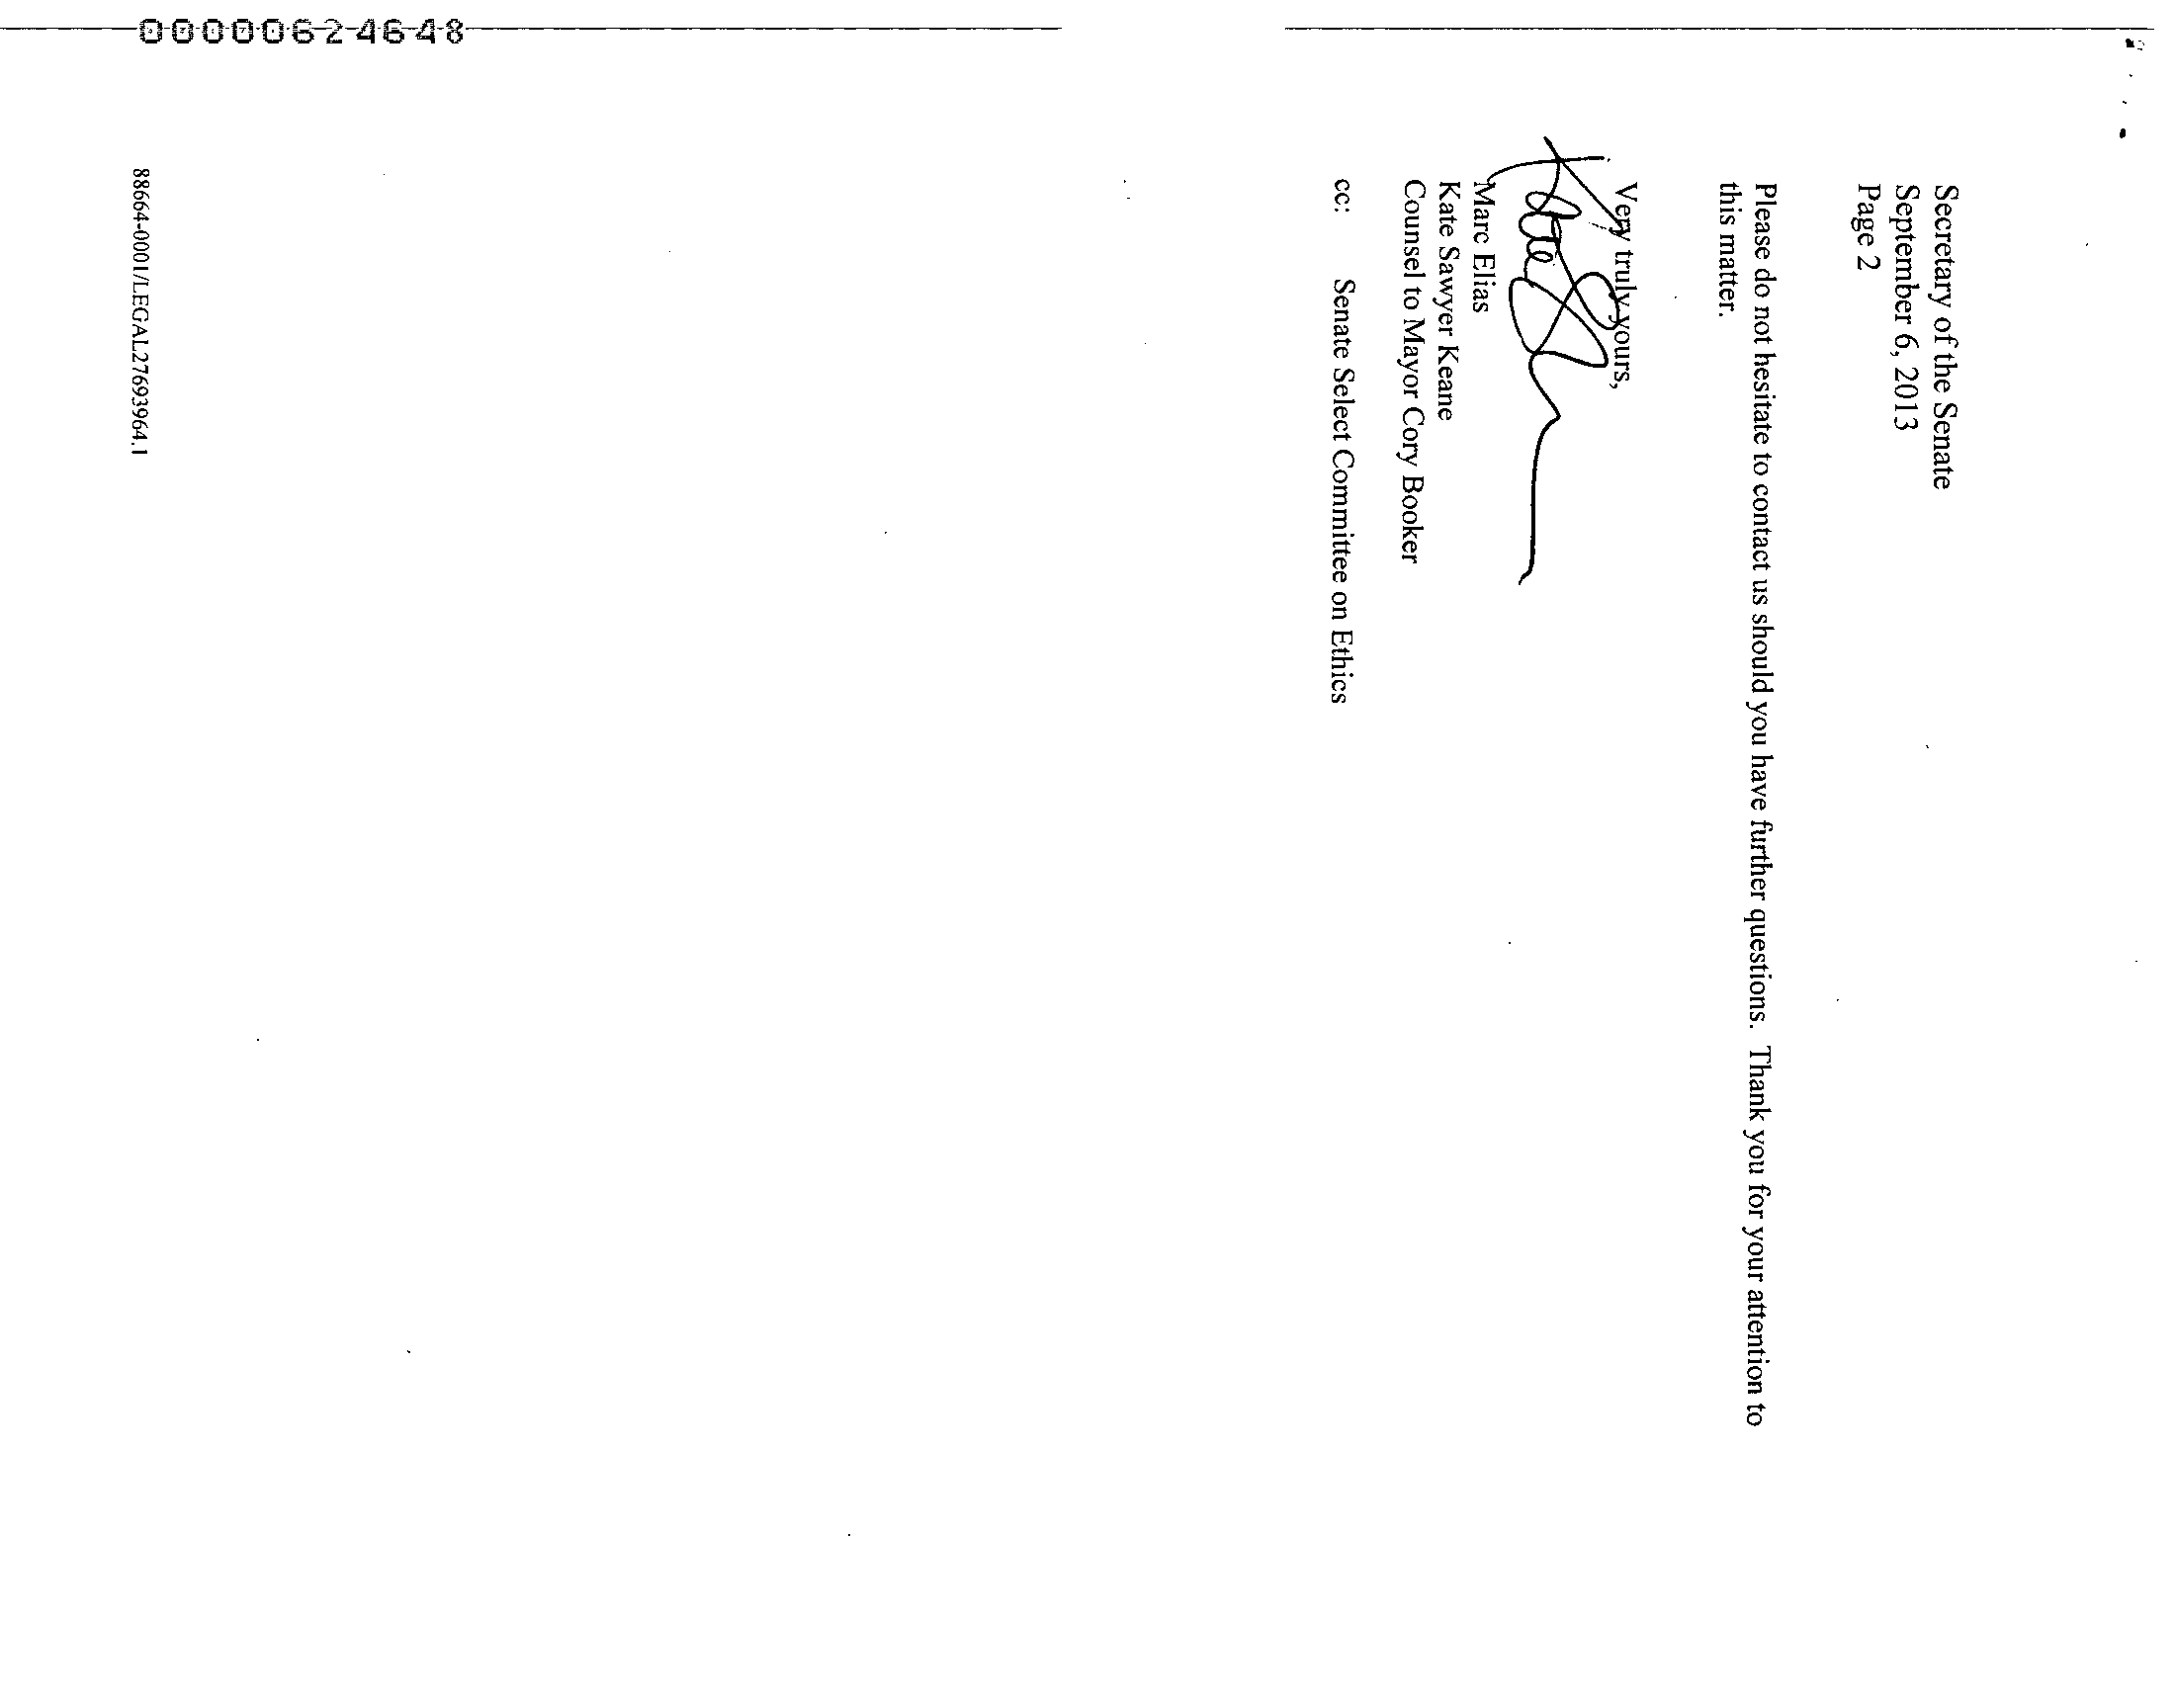 Secretary of the Senate
September 6, 2013
Page 2
Please do not hesitate to contact us should you have further questions. Thank you for your attention to
this matter.
Very truly yours,
Marc Elias
Kate Sawyer Keane
Counsel to Mayor Cory Booker
cc: Senate Select Committee on Ethics
88664-0001/LEGAL27693964.1
00000624648